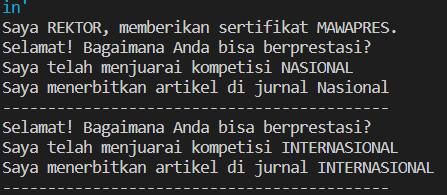 in'
Saya REKTOR, memberikan sertifikat MAWAPRES.
Selamat! Bagaimana Anda bisa berprestasi?
Saya telah menjuarai kompetisi NASIONAL
Saya menerbitkan artikel di jurnal Nasional
-------------------------------------------
Selamat! Bagaimana Anda bisa berprestasi?
Saya telah menjuarai kompetisi INTERNASIONAL
Saya menerbitkan artikel di jurnal INTERNASIONAL
-------------------------------------------